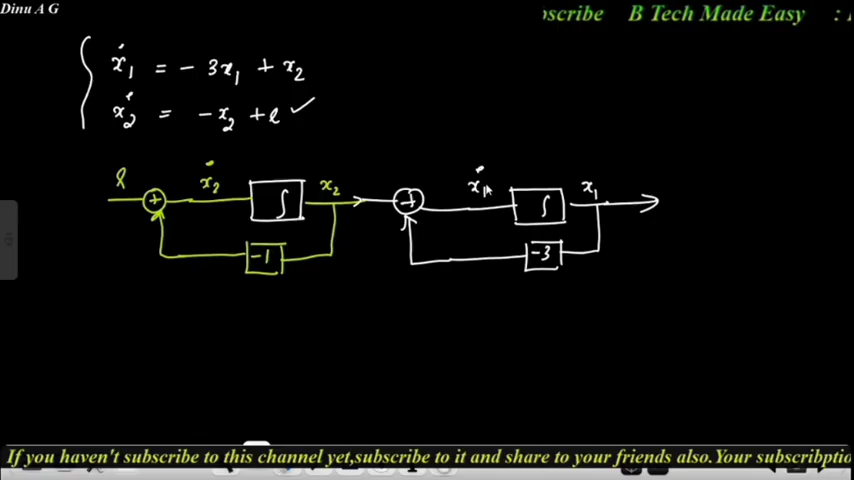 Dinu A G
scribe B Tech Made Easy :
ẋ₁ = - 3x₁ + x₂
ẋ₂ = -x₂ + r ✓
r + ẋ₂ ∫ x₂ + ẋ₁ ∫ x₁
-1 -3
If you haven't subscribe to this channel yet,subscribe to it and share to your friends also.Your subscribptio